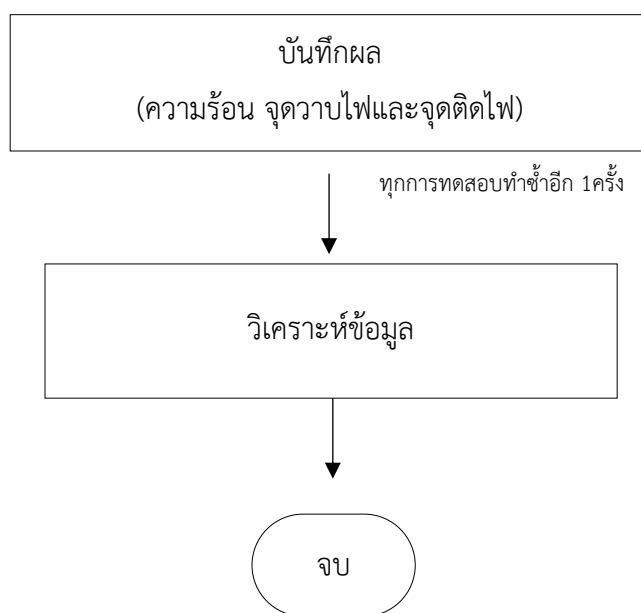 บันทึกผล
(ความร้อน จุดวาบไฟและจุดติดไฟ)
ทุกการทดสอบทำซ้ำอีก 1ครั้ง
วิเคราะห์ข้อมูล
จบ